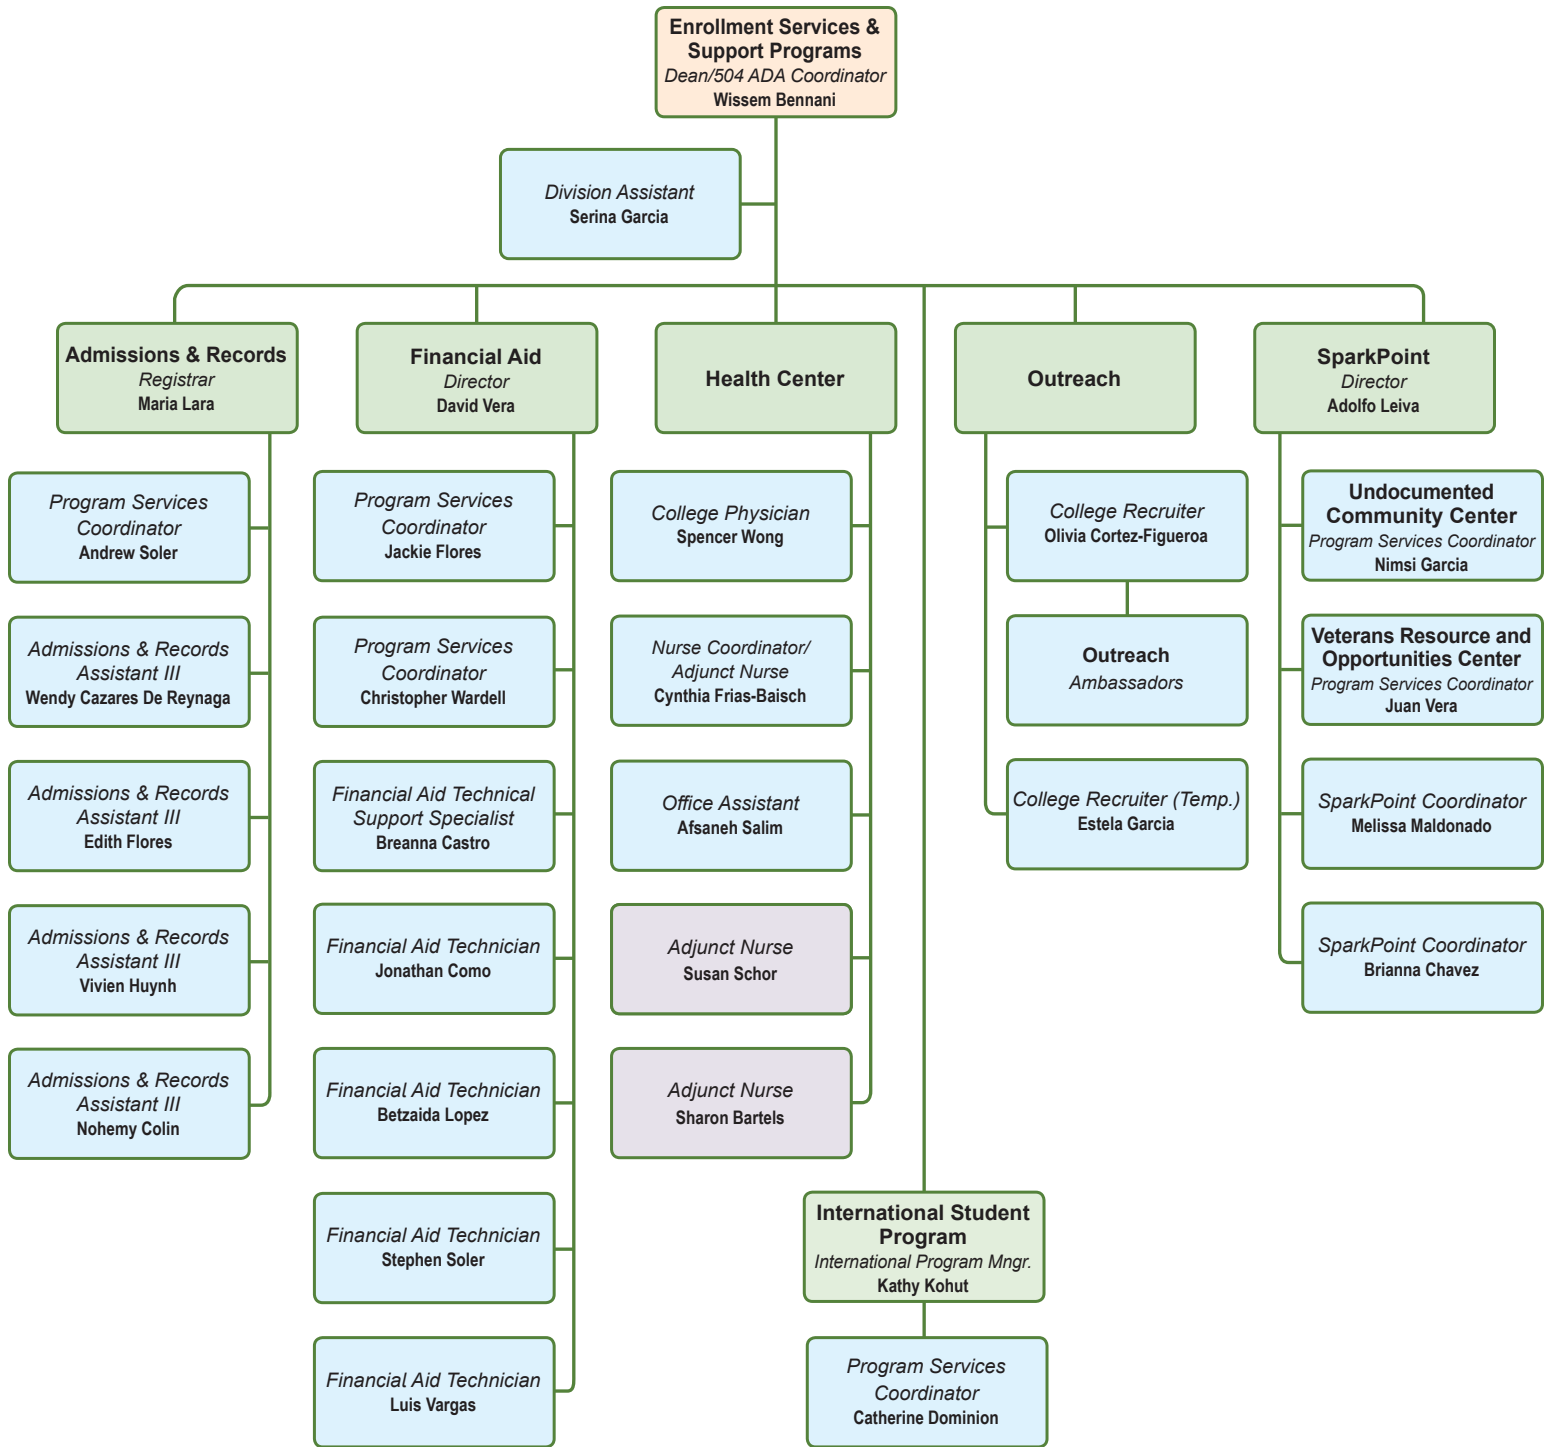 Enrollment Services &
Support Programs
Dean/504 ADA Coordinator
Wissem Bennani
Division Assistant
Serina Garcia
Admissions & Records
Registrar
Maria Lara
Program Services
Coordinator
Andrew Soler
Admissions & Records
Assistant III
Wendy Cazares De Reynaga
Admissions & Records
Assistant III
Edith Flores
Admissions & Records
Assistant III
Vivien Huynh
Admissions & Records
Assistant III
Nohemy Colin
Financial Aid
Director
David Vera
Program Services
Coordinator
Jackie Flores
Program Services
Coordinator
Christopher Wardell
Financial Aid Technical
Support Specialist
Breanna Castro
Financial Aid Technician
Jonathan Como
Financial Aid Technician
Betzaida Lopez
Financial Aid Technician
Stephen Soler
Financial Aid Technician
Luis Vargas
Health Center
College Physician
Spencer Wong
Nurse Coordinator/
Adjunct Nurse
Cynthia Frias-Baisch
Office Assistant
Afsaneh Salim
Adjunct Nurse
Susan Schor
Adjunct Nurse
Sharon Bartels
International Student
Program
International Program Mngr.
Kathy Kohut
Program Services
Coordinator
Catherine Dominion
Outreach
College Recruiter
Olivia Cortez-Figueroa
Outreach
Ambassadors
College Recruiter (Temp.)
Estela Garcia
SparkPoint
Director
Adolfo Leiva
Undocumented
Community Center
Program Services Coordinator
Nimsi Garcia
Veterans Resource and
Opportunities Center
Program Services Coordinator
Juan Vera
SparkPoint Coordinator
Melissa Maldonado
SparkPoint Coordinator
Brianna Chavez